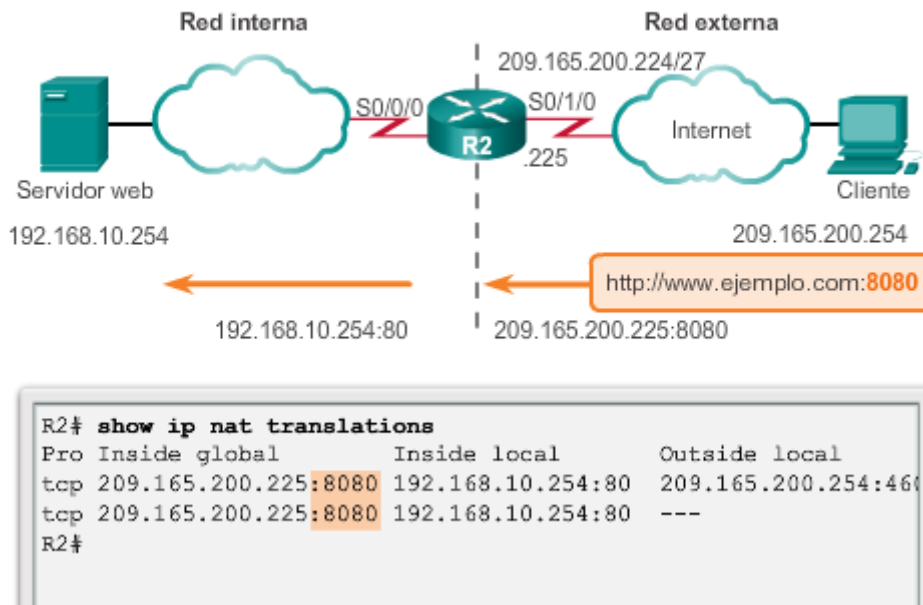 Red interna
Red externa
209.165.200.224/27
S0/0/0
S0/1/0
Internet
R2
.225
Servidor web
Cliente
192.168.10.254
209.165.200.254
http://www.ejemplo.com:8080
192.168.10.254:80
209.165.200.225:8080
R2# show ip nat translations
Pro Inside global Inside local Outside local
tcp 209.165.200.225:8080 192.168.10.254:80 209.165.200.254:46
tcp 209.165.200.225:8080 192.168.10.254:80 ---
R2#